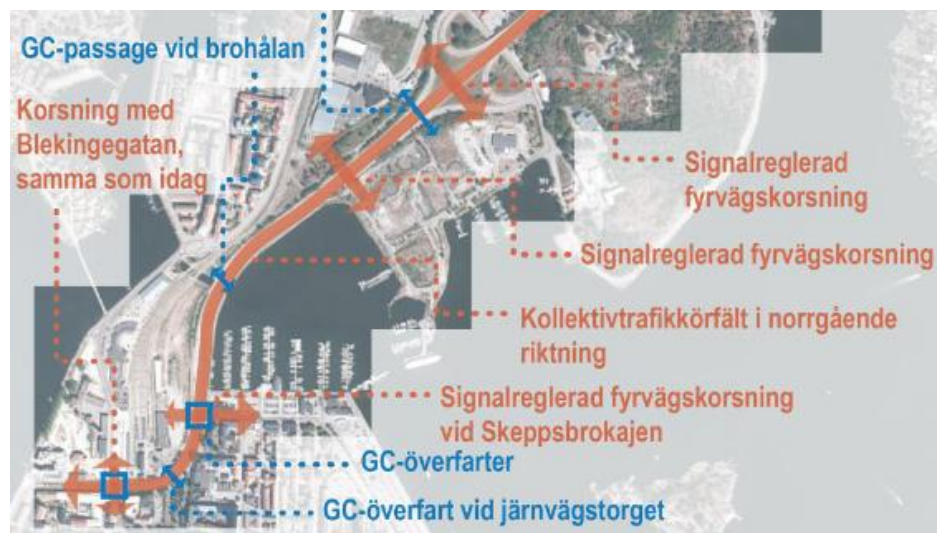 GC-passage vid brohålan
Korsning med
Blekingegatan,
samma som idag
Signalreglerad
fyrvägskorsning
Signalreglerad fyrvägskorsning
Kollektivtrafikkörfält i norrgående
riktning
Signalreglerad fyrvägskorsning
vid Skeppsbrokajen
GC-överfarter
GC-överfart vid järnvägstorget